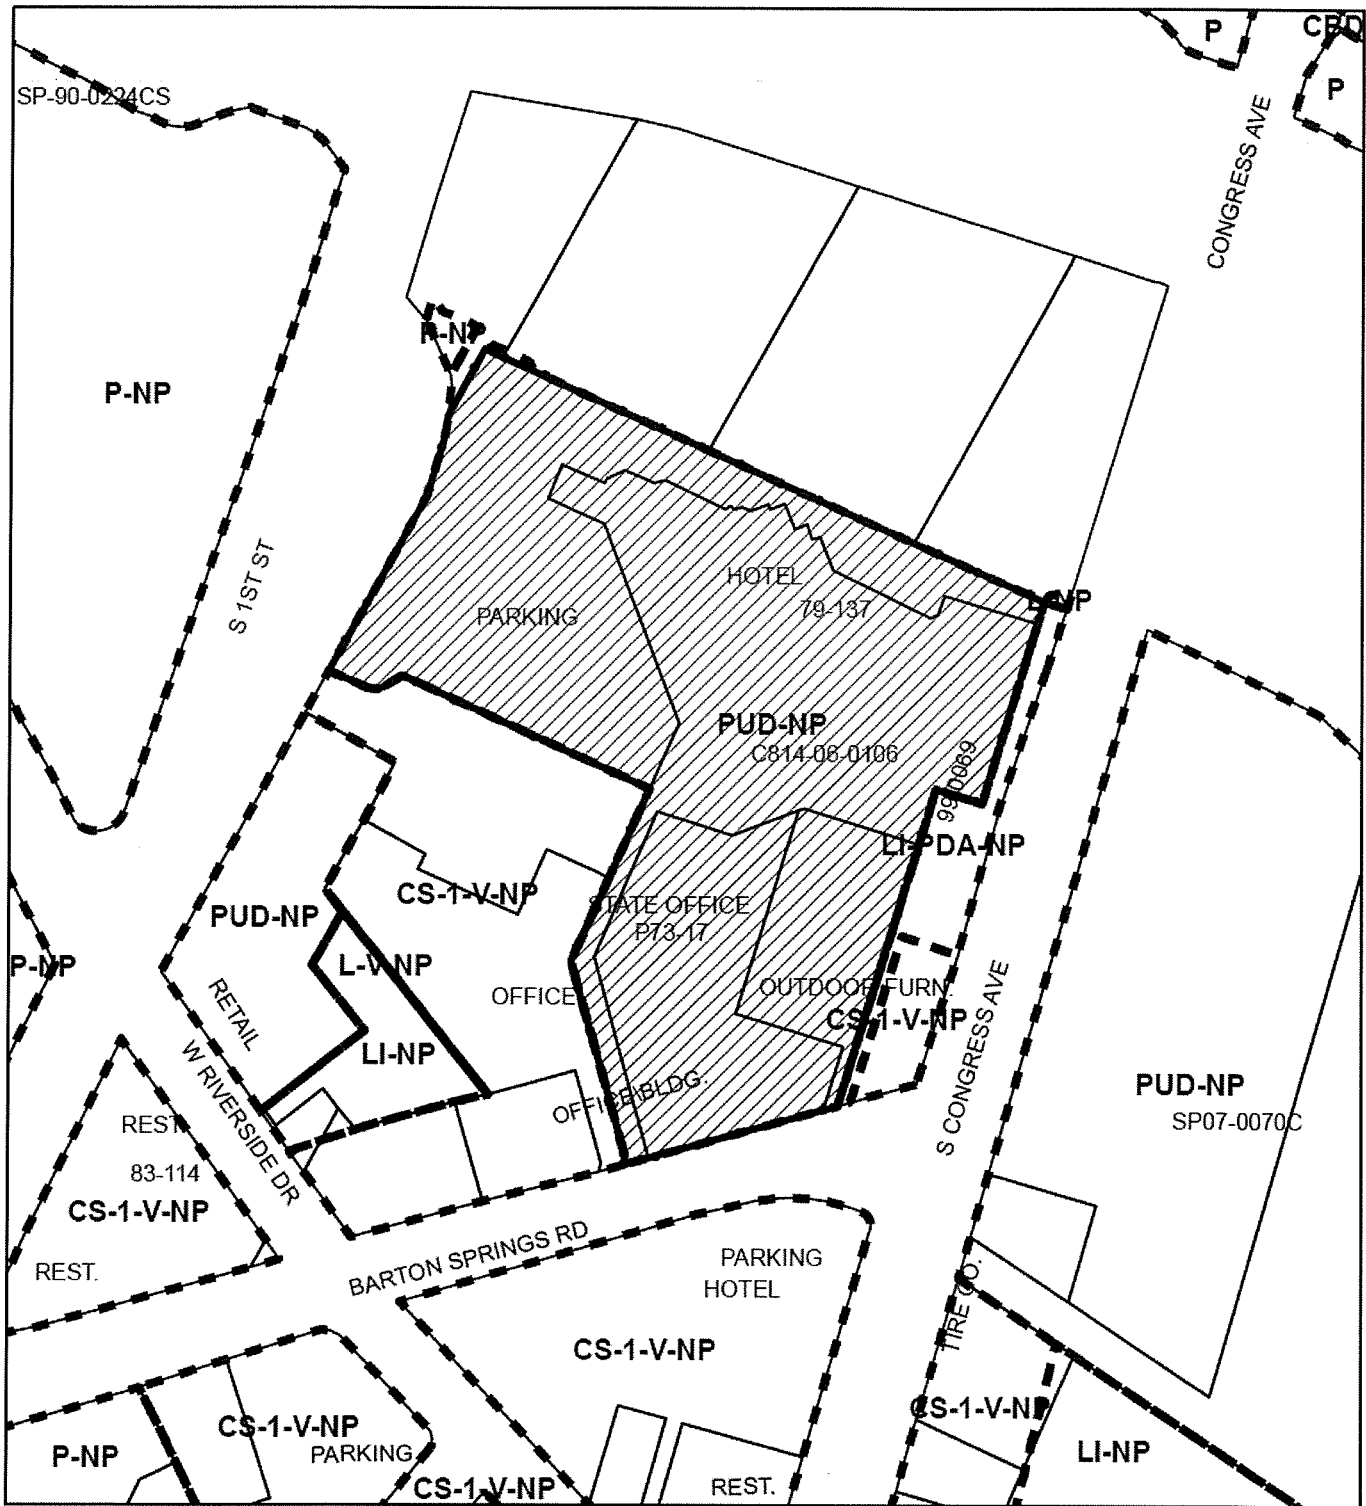 P
CBD
P
SP-90-0224CS
CONGRESS AVE
P-NP
P-NP
S 1ST ST
HOTEL
79-137
PARKING
PUD-NP
C814-06-0106
99-0069
LI-PDA-NP
CS-1-V-NP
STATE OFFICE
P73-17
PUD-NP
L-V-NP
P-NP
OFFICE
OUTDOOR FURN.
CS-1-V-NP
RETAIL
LI-NP
W RIVERSIDE DR
OFFICE BLDG.
S CONGRESS AVE
PUD-NP
SP07-0070C
REST.
83-114
CS-1-V-NP
REST.
BARTON SPRINGS RD
PARKING
HOTEL
TIRE CO.
CS-1-V-NP
CS-1-V-NP
CS-1-V-NP
PARKING
P-NP
LI-NP
CS-1-V-NP
REST.